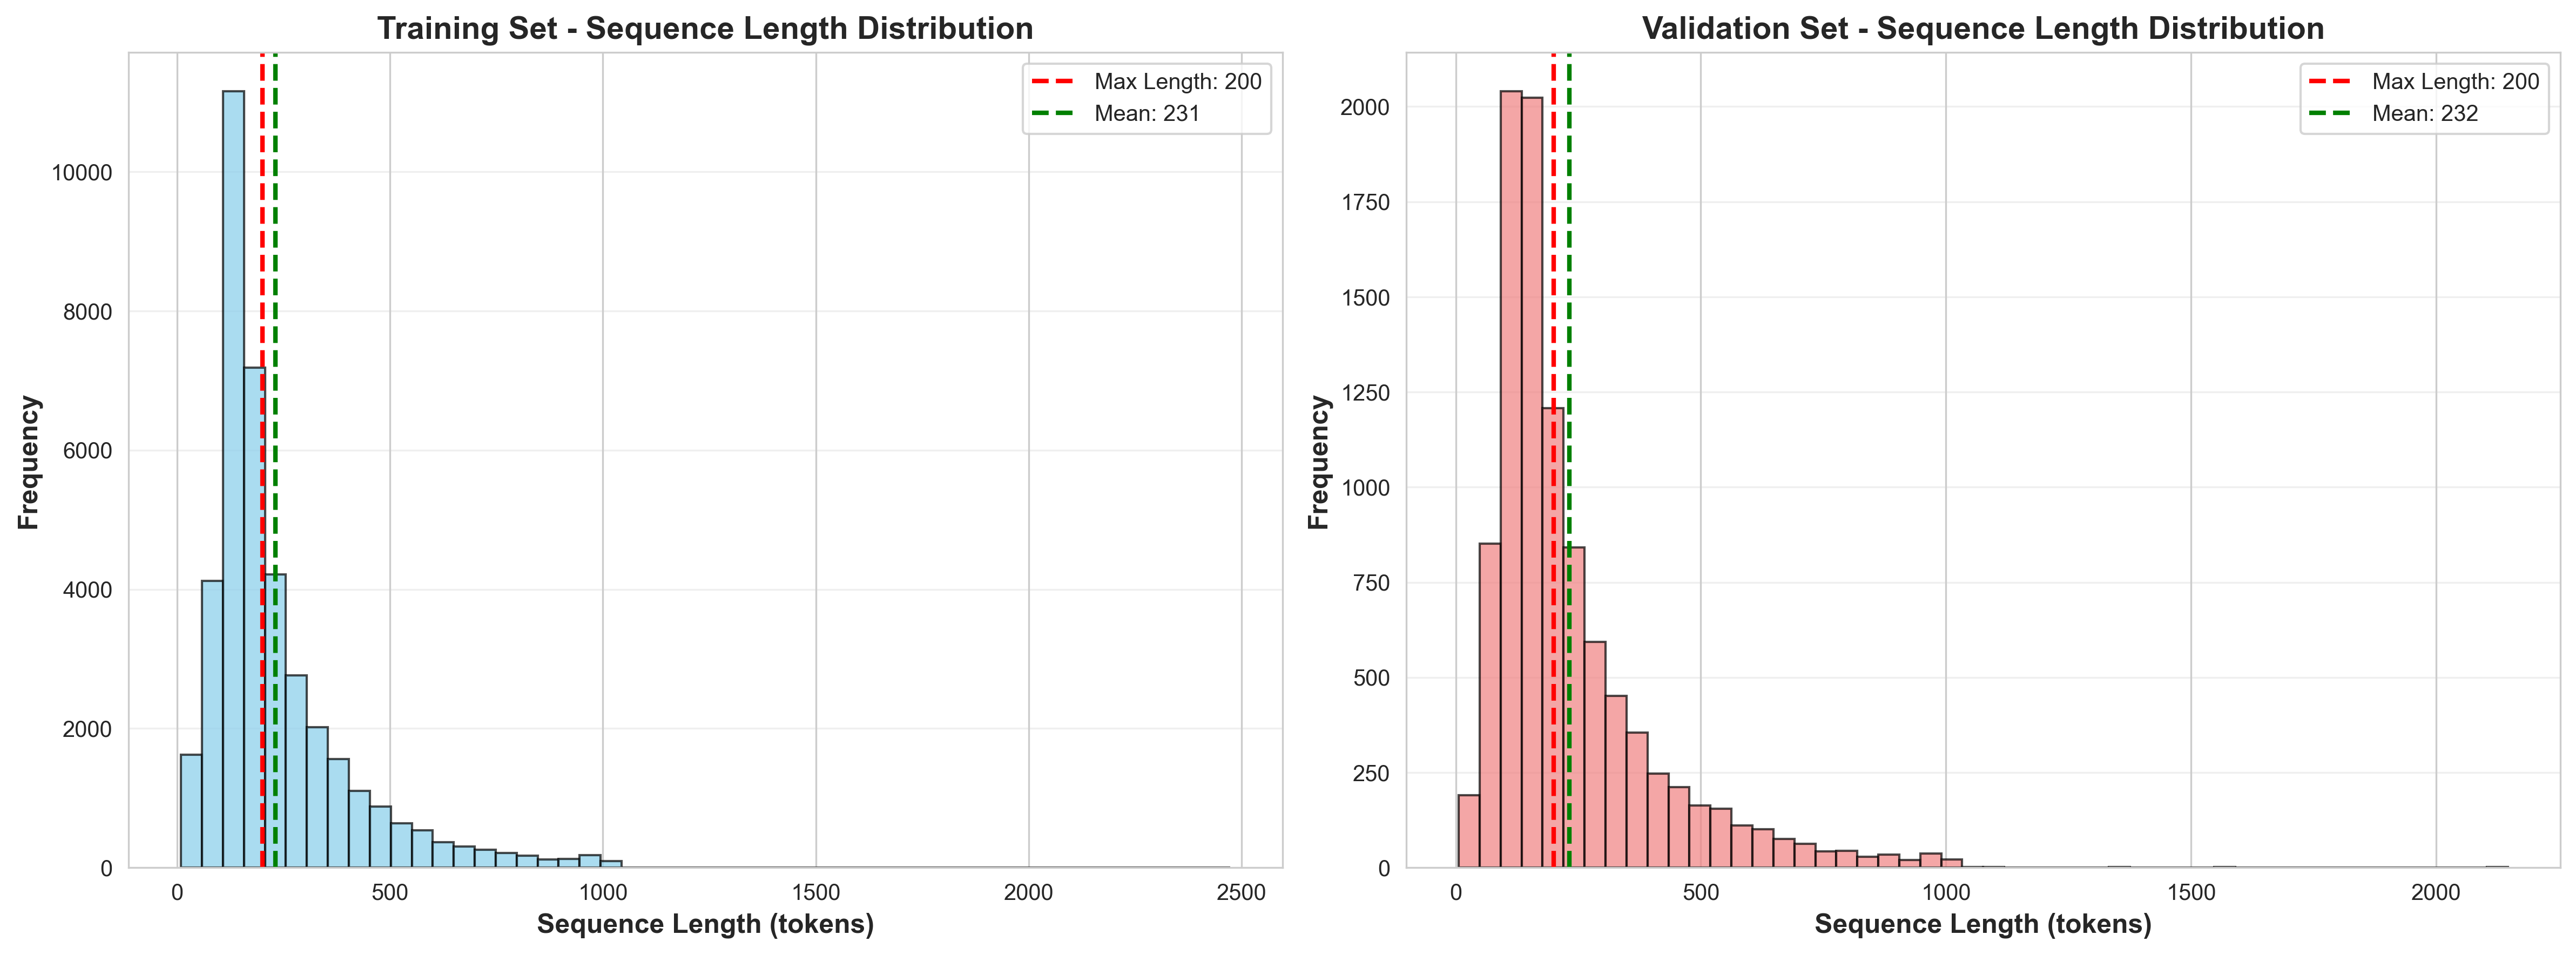 Training Set - Sequence Length Distribution
Max Length: 200
Mean: 231
Frequency
10000
8000
6000
4000
2000
0
0 500 1000 1500 2000 2500
Sequence Length (tokens)
Validation Set - Sequence Length Distribution
Max Length: 200
Mean: 232
Frequency
2000
1750
1500
1250
1000
750
500
250
0
0 500 1000 1500 2000
Sequence Length (tokens)